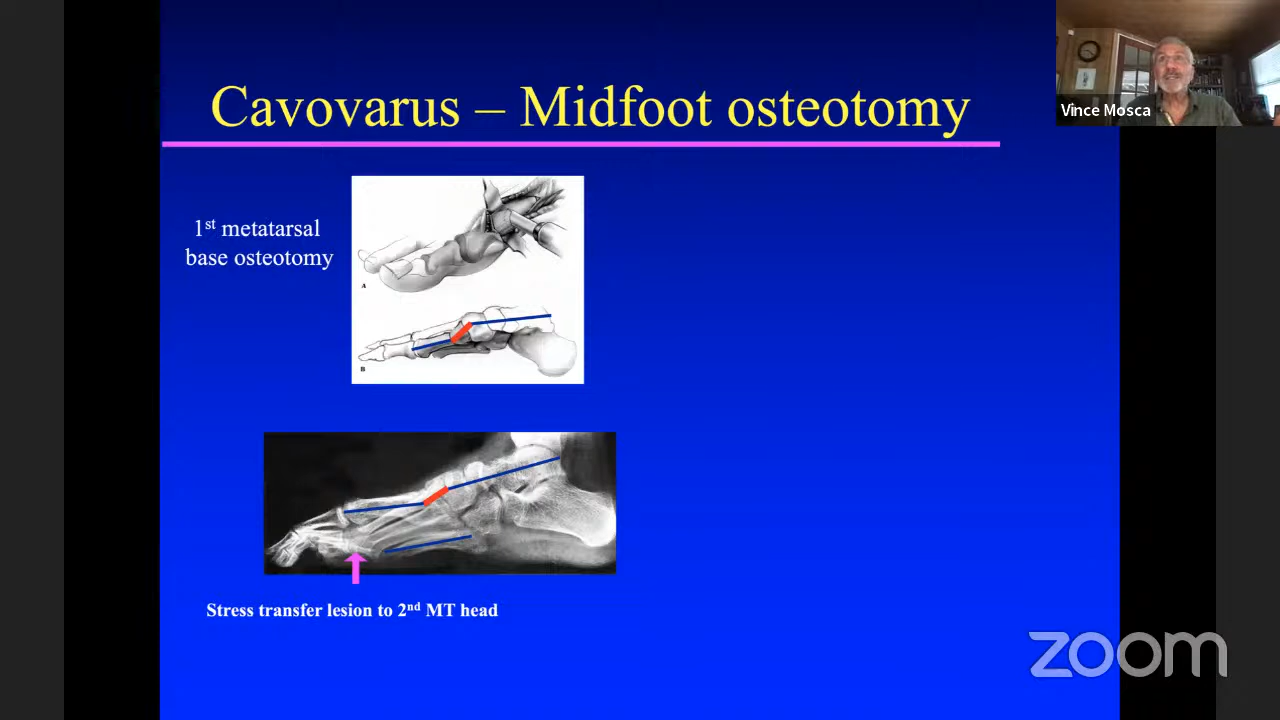 Cavovarus – Midfoot osteotomy
Vince Mosca
1st metatarsal
base osteotomy
A
B
Stress transfer lesion to 2nd MT head
zoom